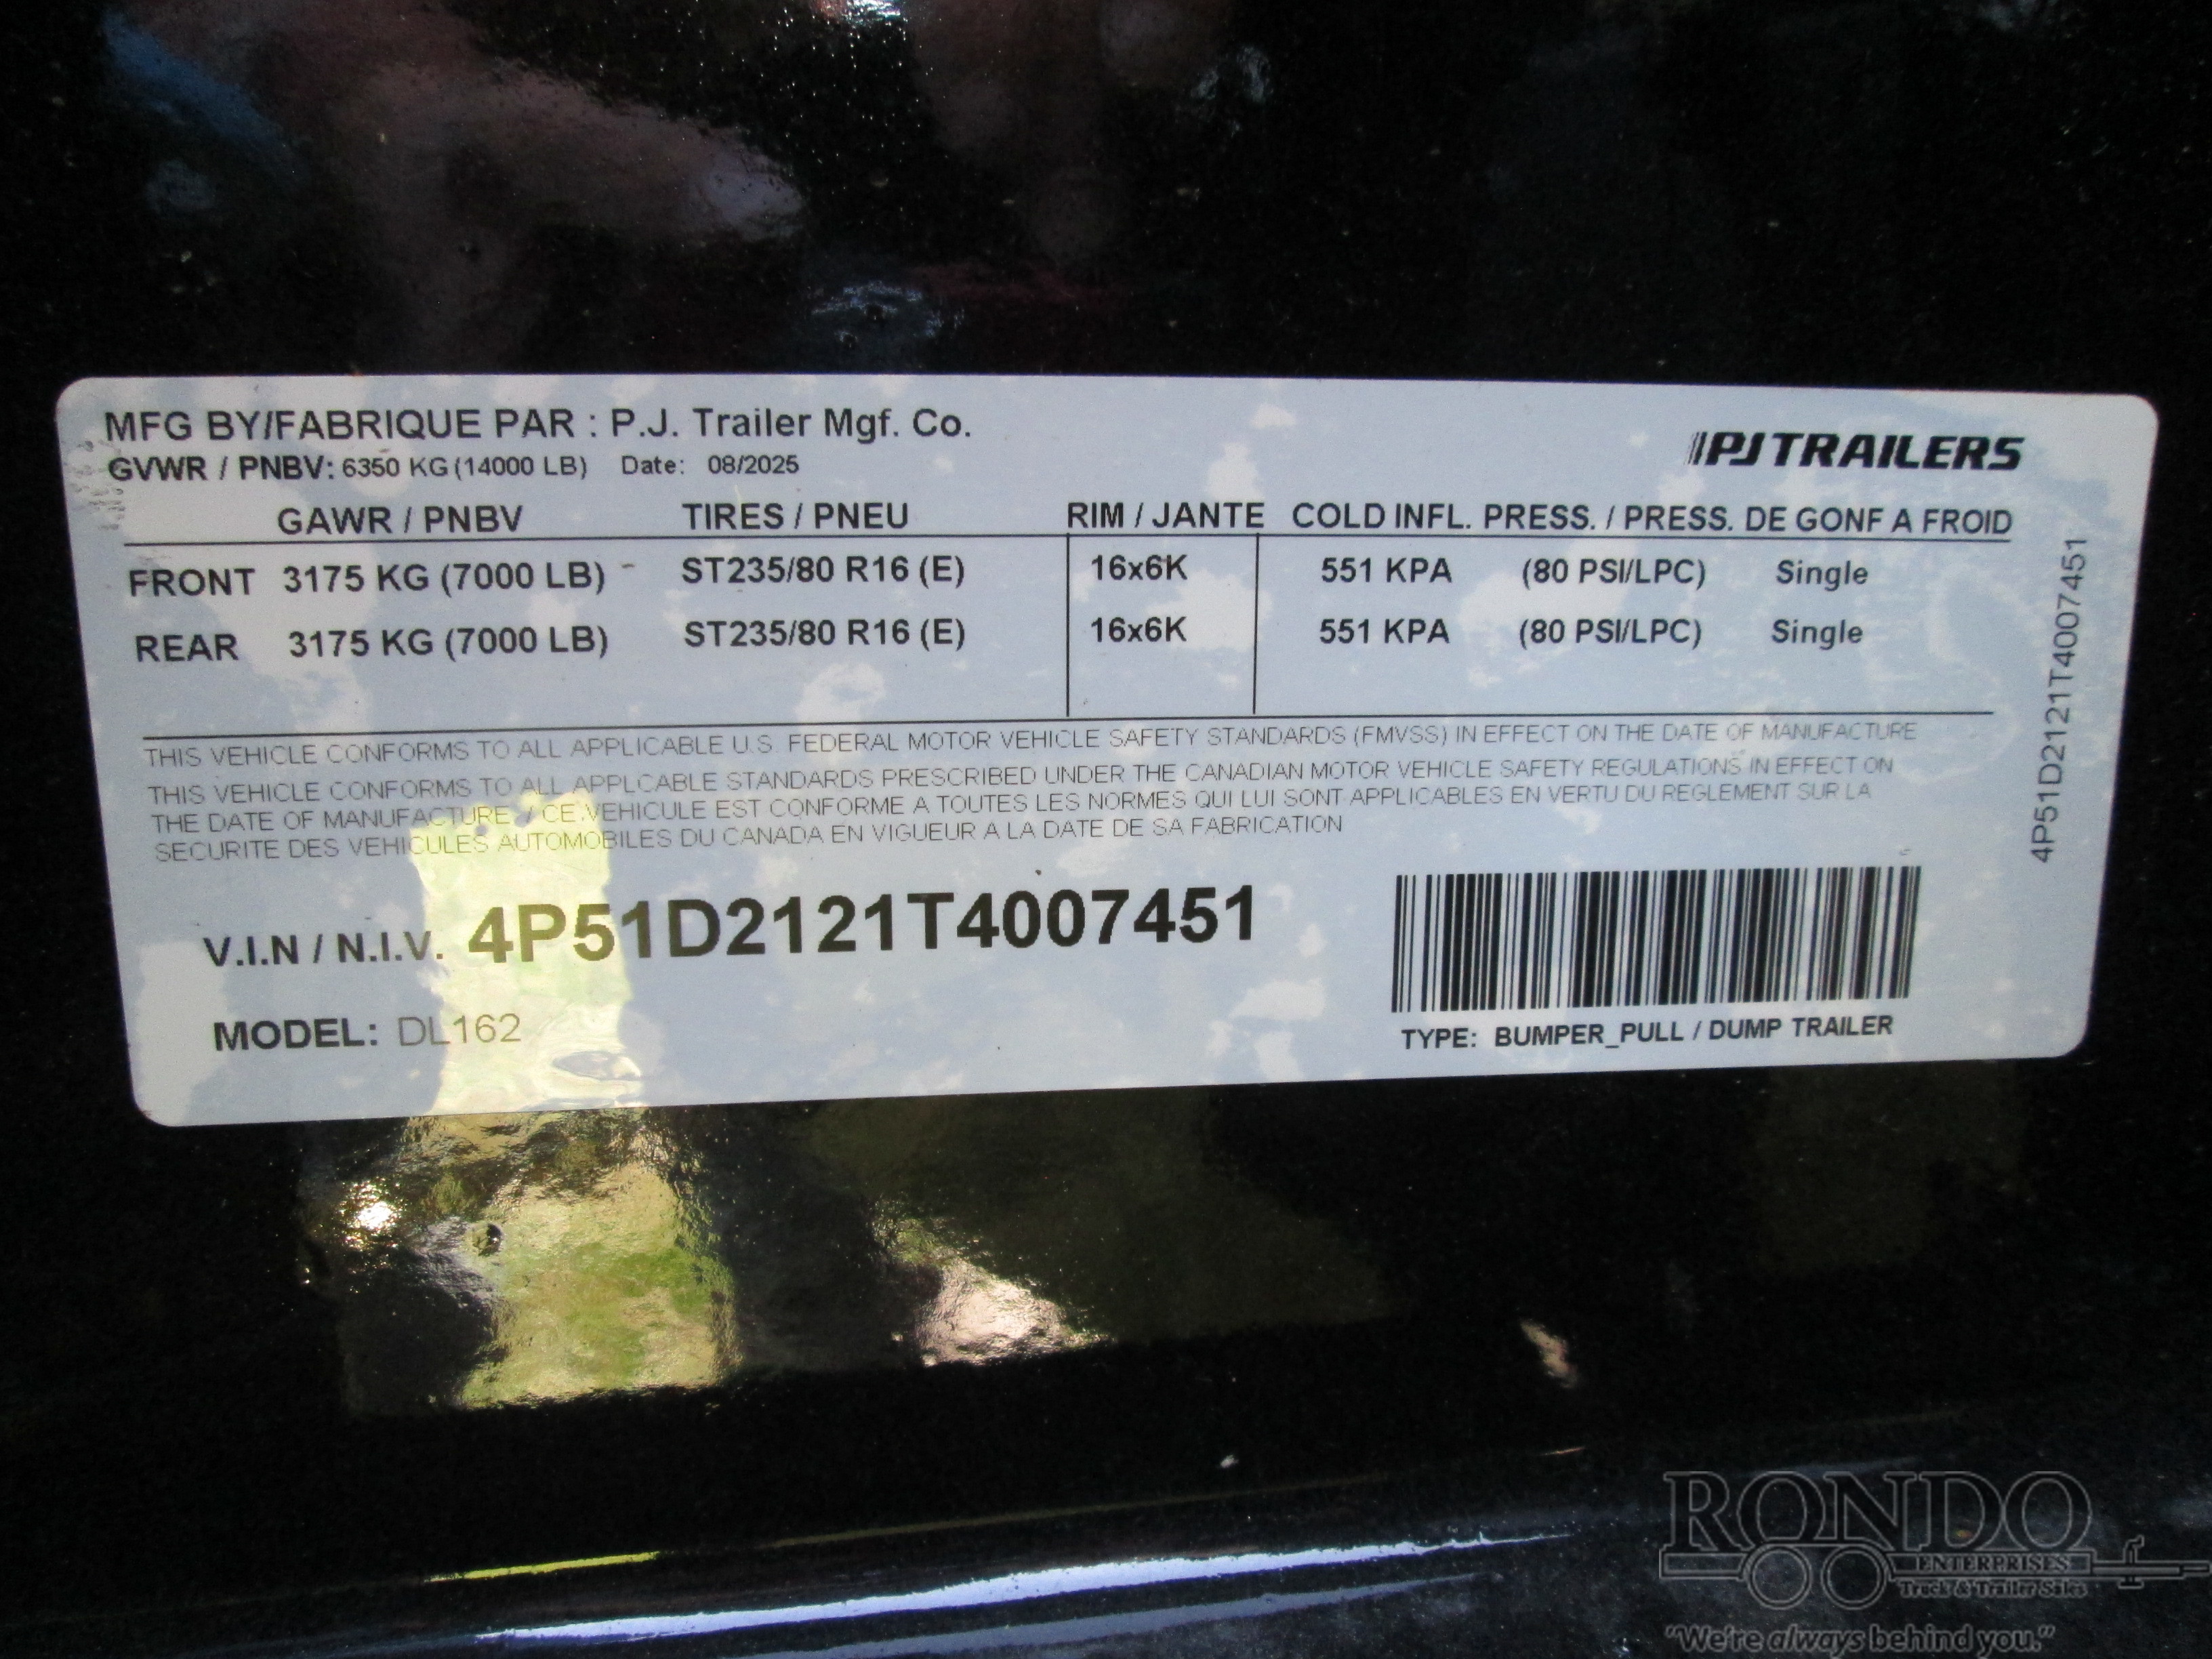 MFG BY/FABRIQUE PAR : P.J. Trailer Mgf. Co.
GVWR / PNBV: 6350 KG (14000 LB) Date: 08/2025
PJ TRAILERS
GAWR / PNBV TIRES / PNEU RIM / JANTE COLD INFL. PRESS. / PRESS. DE GONF A FROID
FRONT 3175 KG (7000 LB) ST235/80 R16 (E) 16x6K 551 KPA (80 PSI/LPC) Single
REAR 3175 KG (7000 LB) ST235/80 R16 (E) 16x6K 551 KPA (80 PSI/LPC) Single
4P51D2121T4007451
THIS VEHICLE CONFORMS TO ALL APPLICABLE U.S. FEDERAL MOTOR VEHICLE SAFETY STANDARDS (FMVSS) IN EFFECT ON THE DATE OF MANUFACTURE
THIS VEHICLE CONFORMS TO ALL APPLCABLE STANDARDS PRESCRIBED UNDER THE CANADIAN MOTOR VEHICLE SAFETY REGULATIONS IN EFFECT ON
THE DATE OF MANUFACTURE / CE VEHICULE EST CONFORME A TOUTES LES NORMES QUI LUI SONT APPLICABLES EN VERTU DU REGLEMENT SUR LA
SECURITE DES VEHICULES AUTOMOBILES DU CANADA EN VIGUEUR A LA DATE DE SA FABRICATION
V.I.N / N.I.V. 4P51D2121T4007451
MODEL: DL162
TYPE: BUMPER_PULL / DUMP TRAILER
RONDO
ENTERPRISES
Truck & Trailer Sales
"We're always behind you."